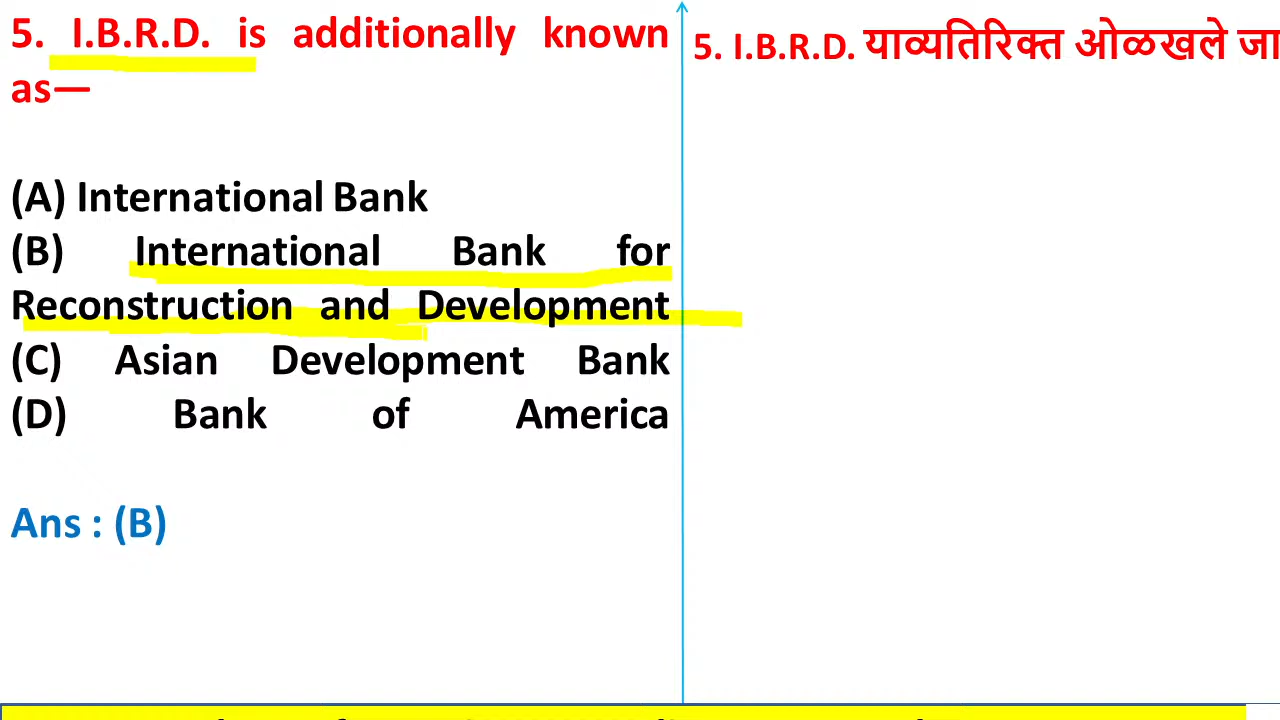 5. I.B.R.D. is additionally known
as—
(A) International Bank
(B) International Bank for
Reconstruction and Development
(C) Asian Development Bank
(D) Bank of America
Ans : (B)
5. I.B.R.D. याव्यतिरिक्त ओळखले जा